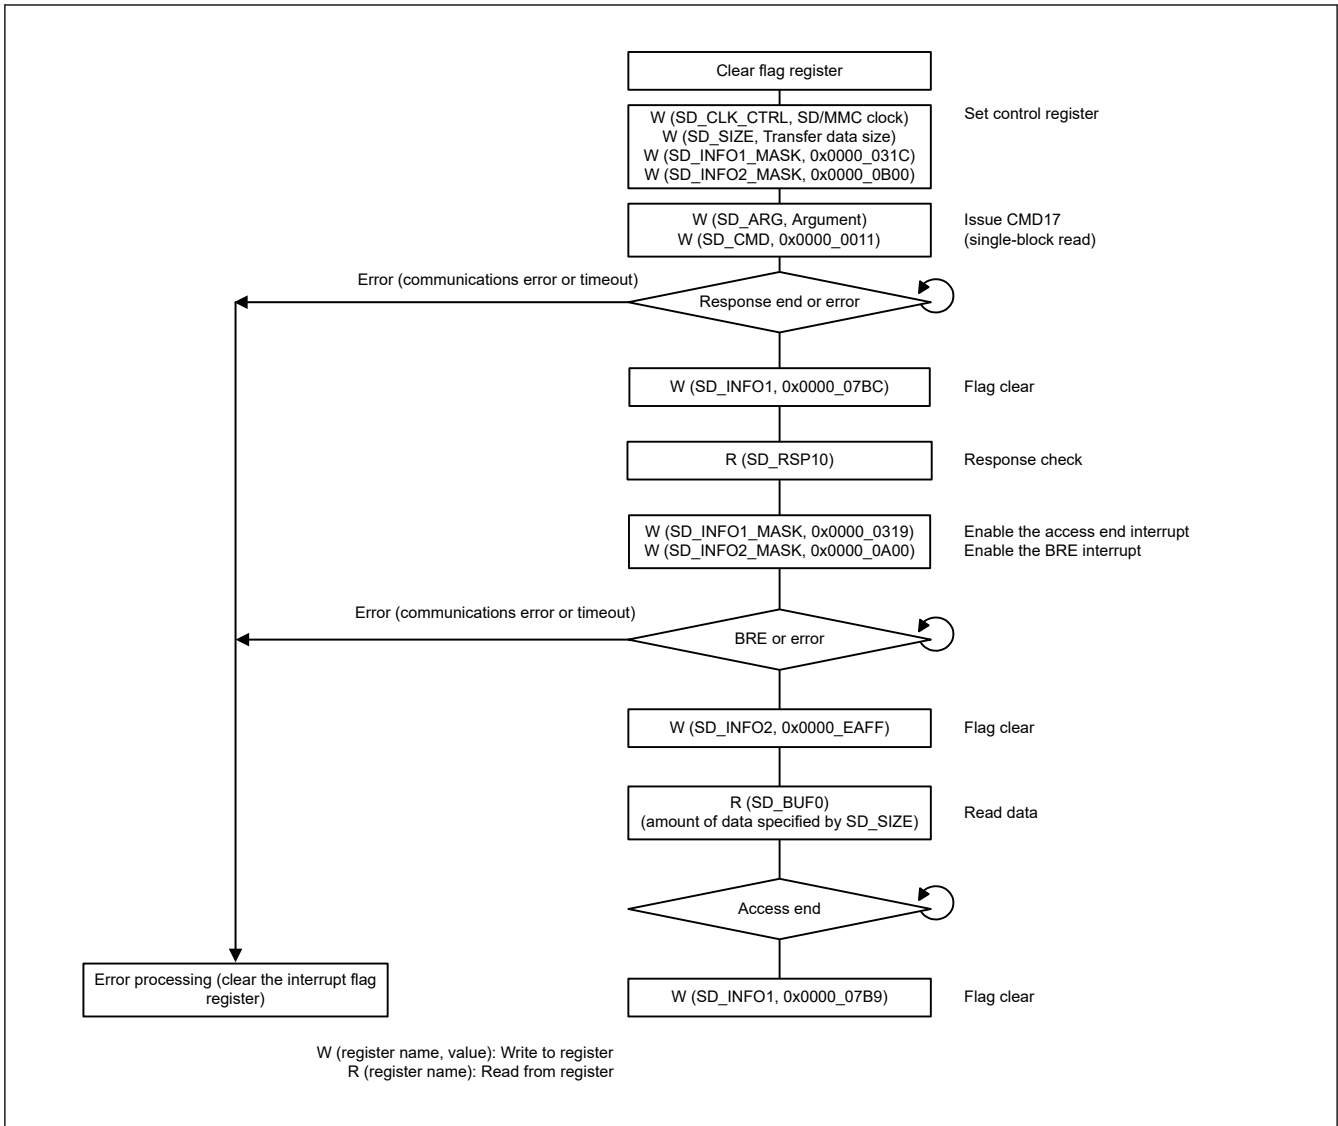 Clear flag register
W (SD_CLK_CTRL, SD/MMC clock)
W (SD_SIZE, Transfer data size)
W (SD_INFO1_MASK, 0x0000_031C)
W (SD_INFO2_MASK, 0x0000_0B00)
Set control register
W (SD_ARG, Argument)
W (SD_CMD, 0x0000_0011)
Issue CMD17
(single-block read)
Error (communications error or timeout)
Response end or error
W (SD_INFO1, 0x0000_07BC)
Flag clear
R (SD_RSP10)
Response check
W (SD_INFO1_MASK, 0x0000_0319)
W (SD_INFO2_MASK, 0x0000_0A00)
Enable the access end interrupt
Enable the BRE interrupt
Error (communications error or timeout)
BRE or error
W (SD_INFO2, 0x0000_EAFF)
Flag clear
R (SD_BUF0)
(amount of data specified by SD_SIZE)
Read data
Access end
Error processing (clear the interrupt flag
register)
W (SD_INFO1, 0x0000_07B9)
Flag clear
W (register name, value): Write to register
R (register name): Read from register